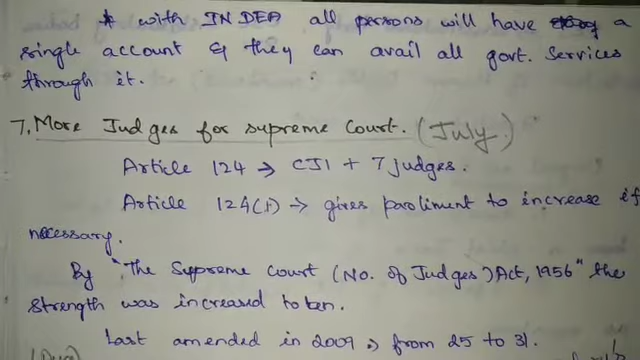 * with INDEA all persons will have a
single account & they can avail all govt. services
through it.
7. More Judges for Supreme Court. (July)
Article 124 → CJI + 7 judges.
Article 124(1) → gives parliment to increase if
necessary.
By "The Supreme Court (No. of Judges) Act, 1956" the
strength was increased to ten.
Last amended in 2009 → from 25 to 31.